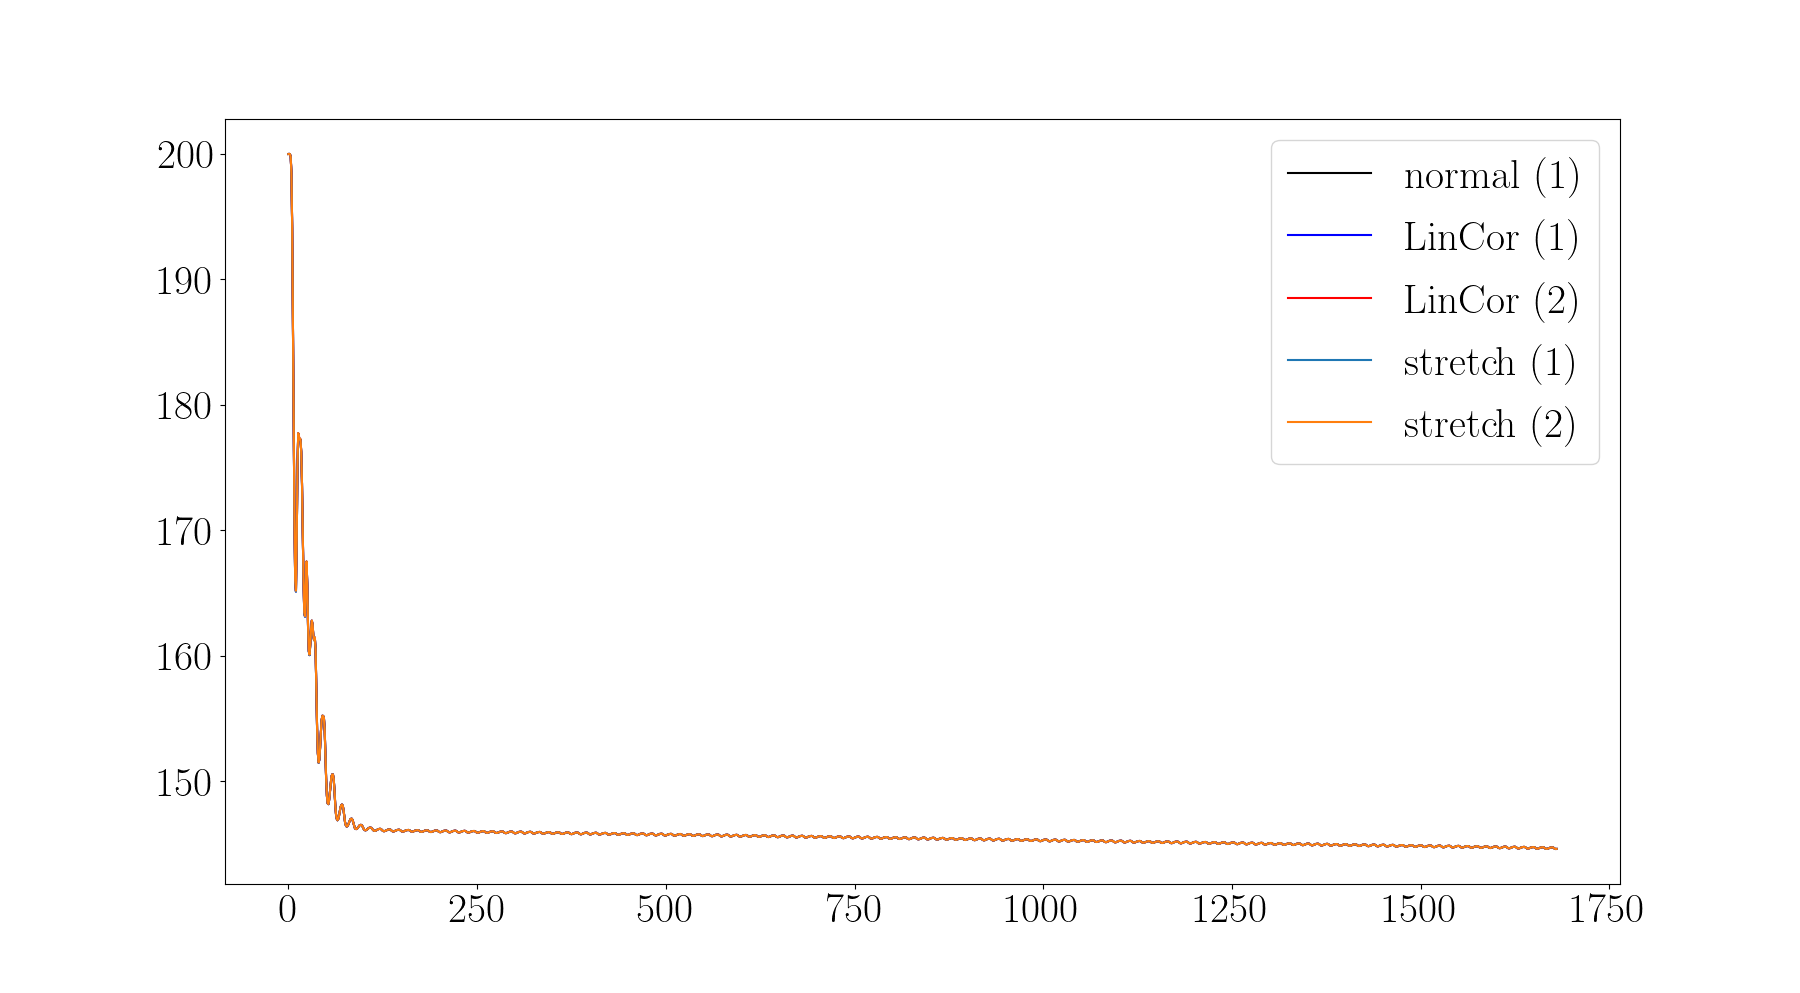 200
190
180
170
160
150
0 250 500 750 1000 1250 1500 1750
normal (1)
LinCor (1)
LinCor (2)
stretch (1)
stretch (2)